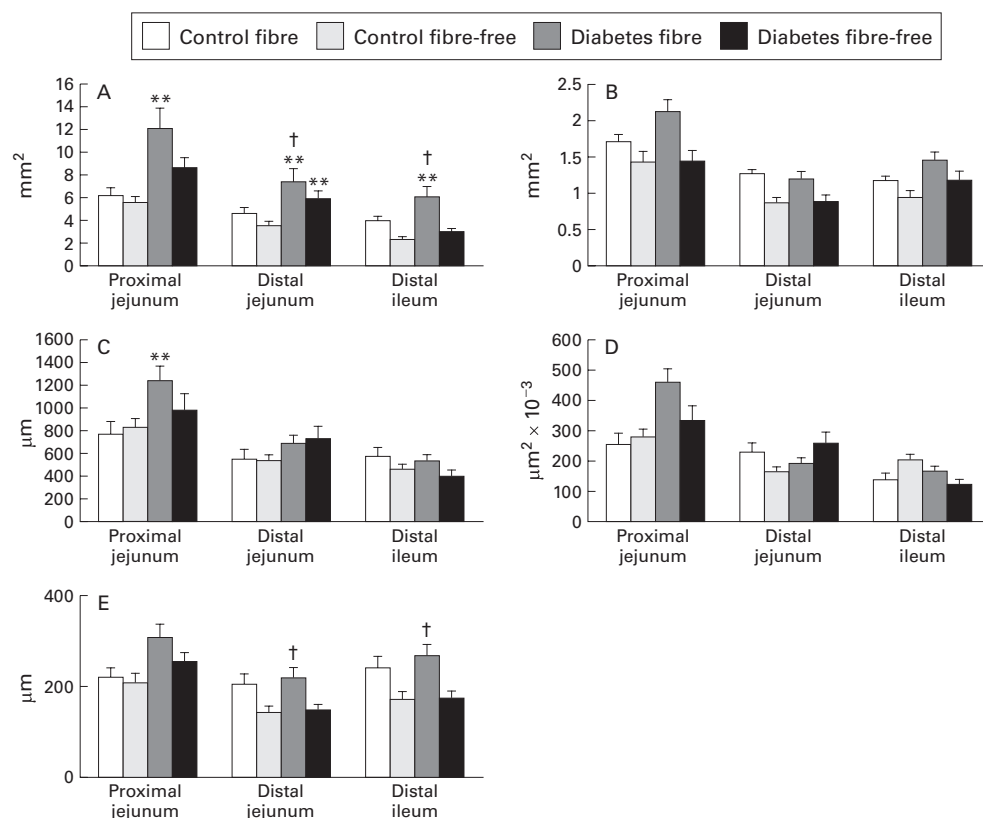 Control fibre Control fibre-free Diabetes fibre Diabetes fibre-free
A
mm²
16
14
12
10
8
6
4
2
0
**
†
**
**
†
**
Proximal jejunum
Distal jejunum
Distal ileum
B
mm²
2.5
2
1.5
1
0.5
0
Proximal jejunum
Distal jejunum
Distal ileum
C
μm
1600
1400
1200
1000
800
600
400
200
0
**
Proximal jejunum
Distal jejunum
Distal ileum
D
μm² × 10⁻³
600
500
400
300
200
100
0
Proximal jejunum
Distal jejunum
Distal ileum
E
μm
400
200
0
†
†
Proximal jejunum
Distal jejunum
Distal ileum